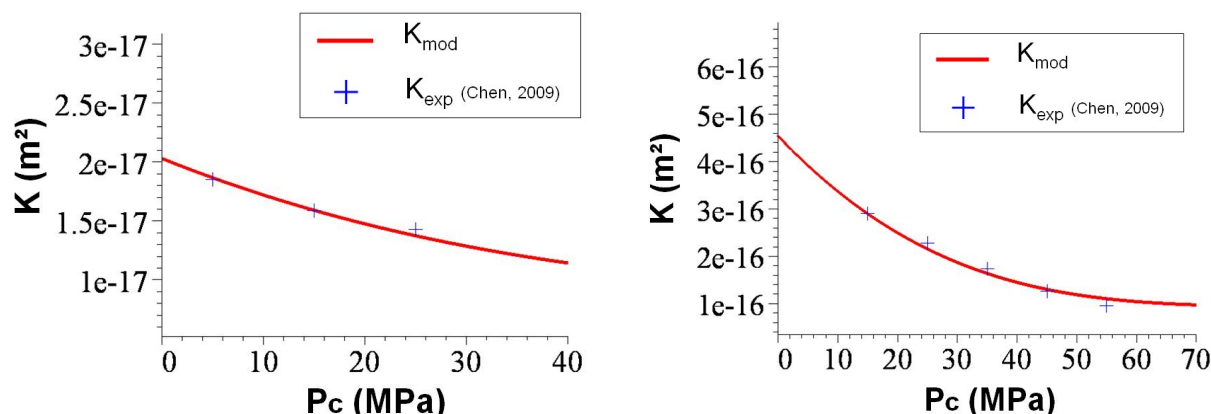 K (m²)
3e-17
2.5e-17
2e-17
1.5e-17
1e-17
0 10 20 30 40
Pc (MPa)
Kmod
Kexp (Chen, 2009)
K (m²)
6e-16
5e-16
4e-16
3e-16
2e-16
1e-16
0 10 20 30 40 50 60 70
Pc (MPa)
Kmod
Kexp (Chen, 2009)